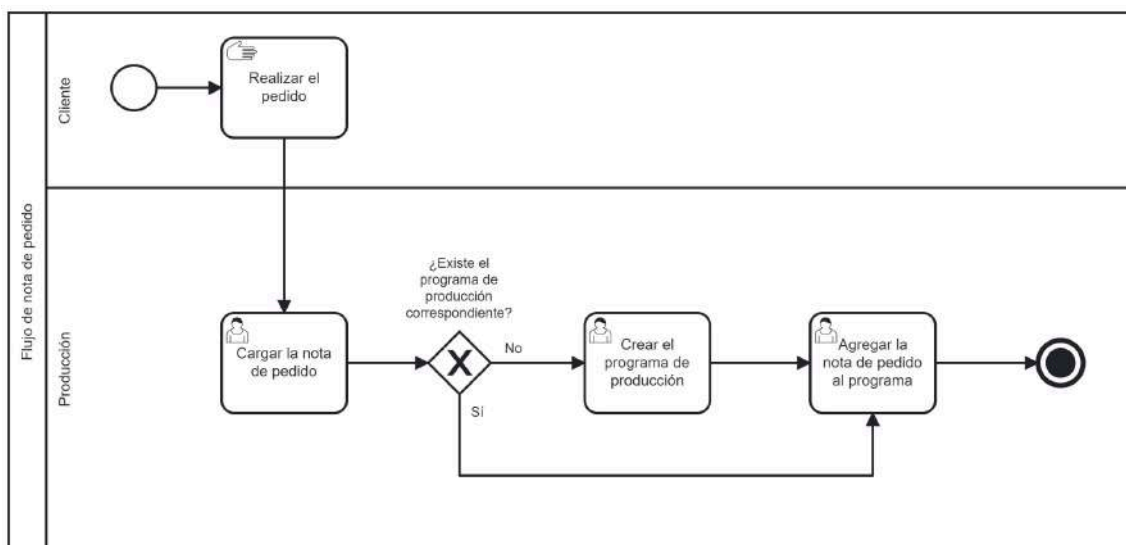 Flujo de nota de pedido
Cliente
Realizar el
pedido
Producción
Cargar la nota
de pedido
¿Existe el
programa de
producción
correspondiente?
No
Sí
Crear el
programa de
producción
Agregar la
nota de pedido
al programa